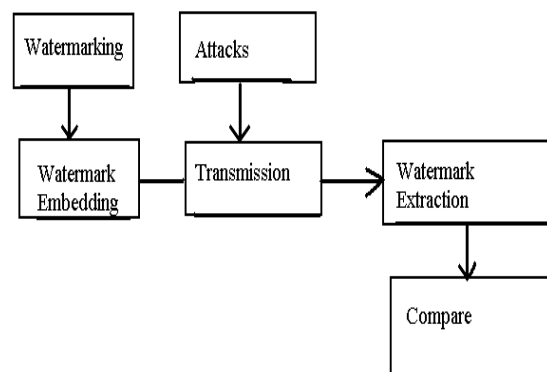 Watermarking
Attacks
Watermark
Embedding
Transmission
Watermark
Extraction
Compare